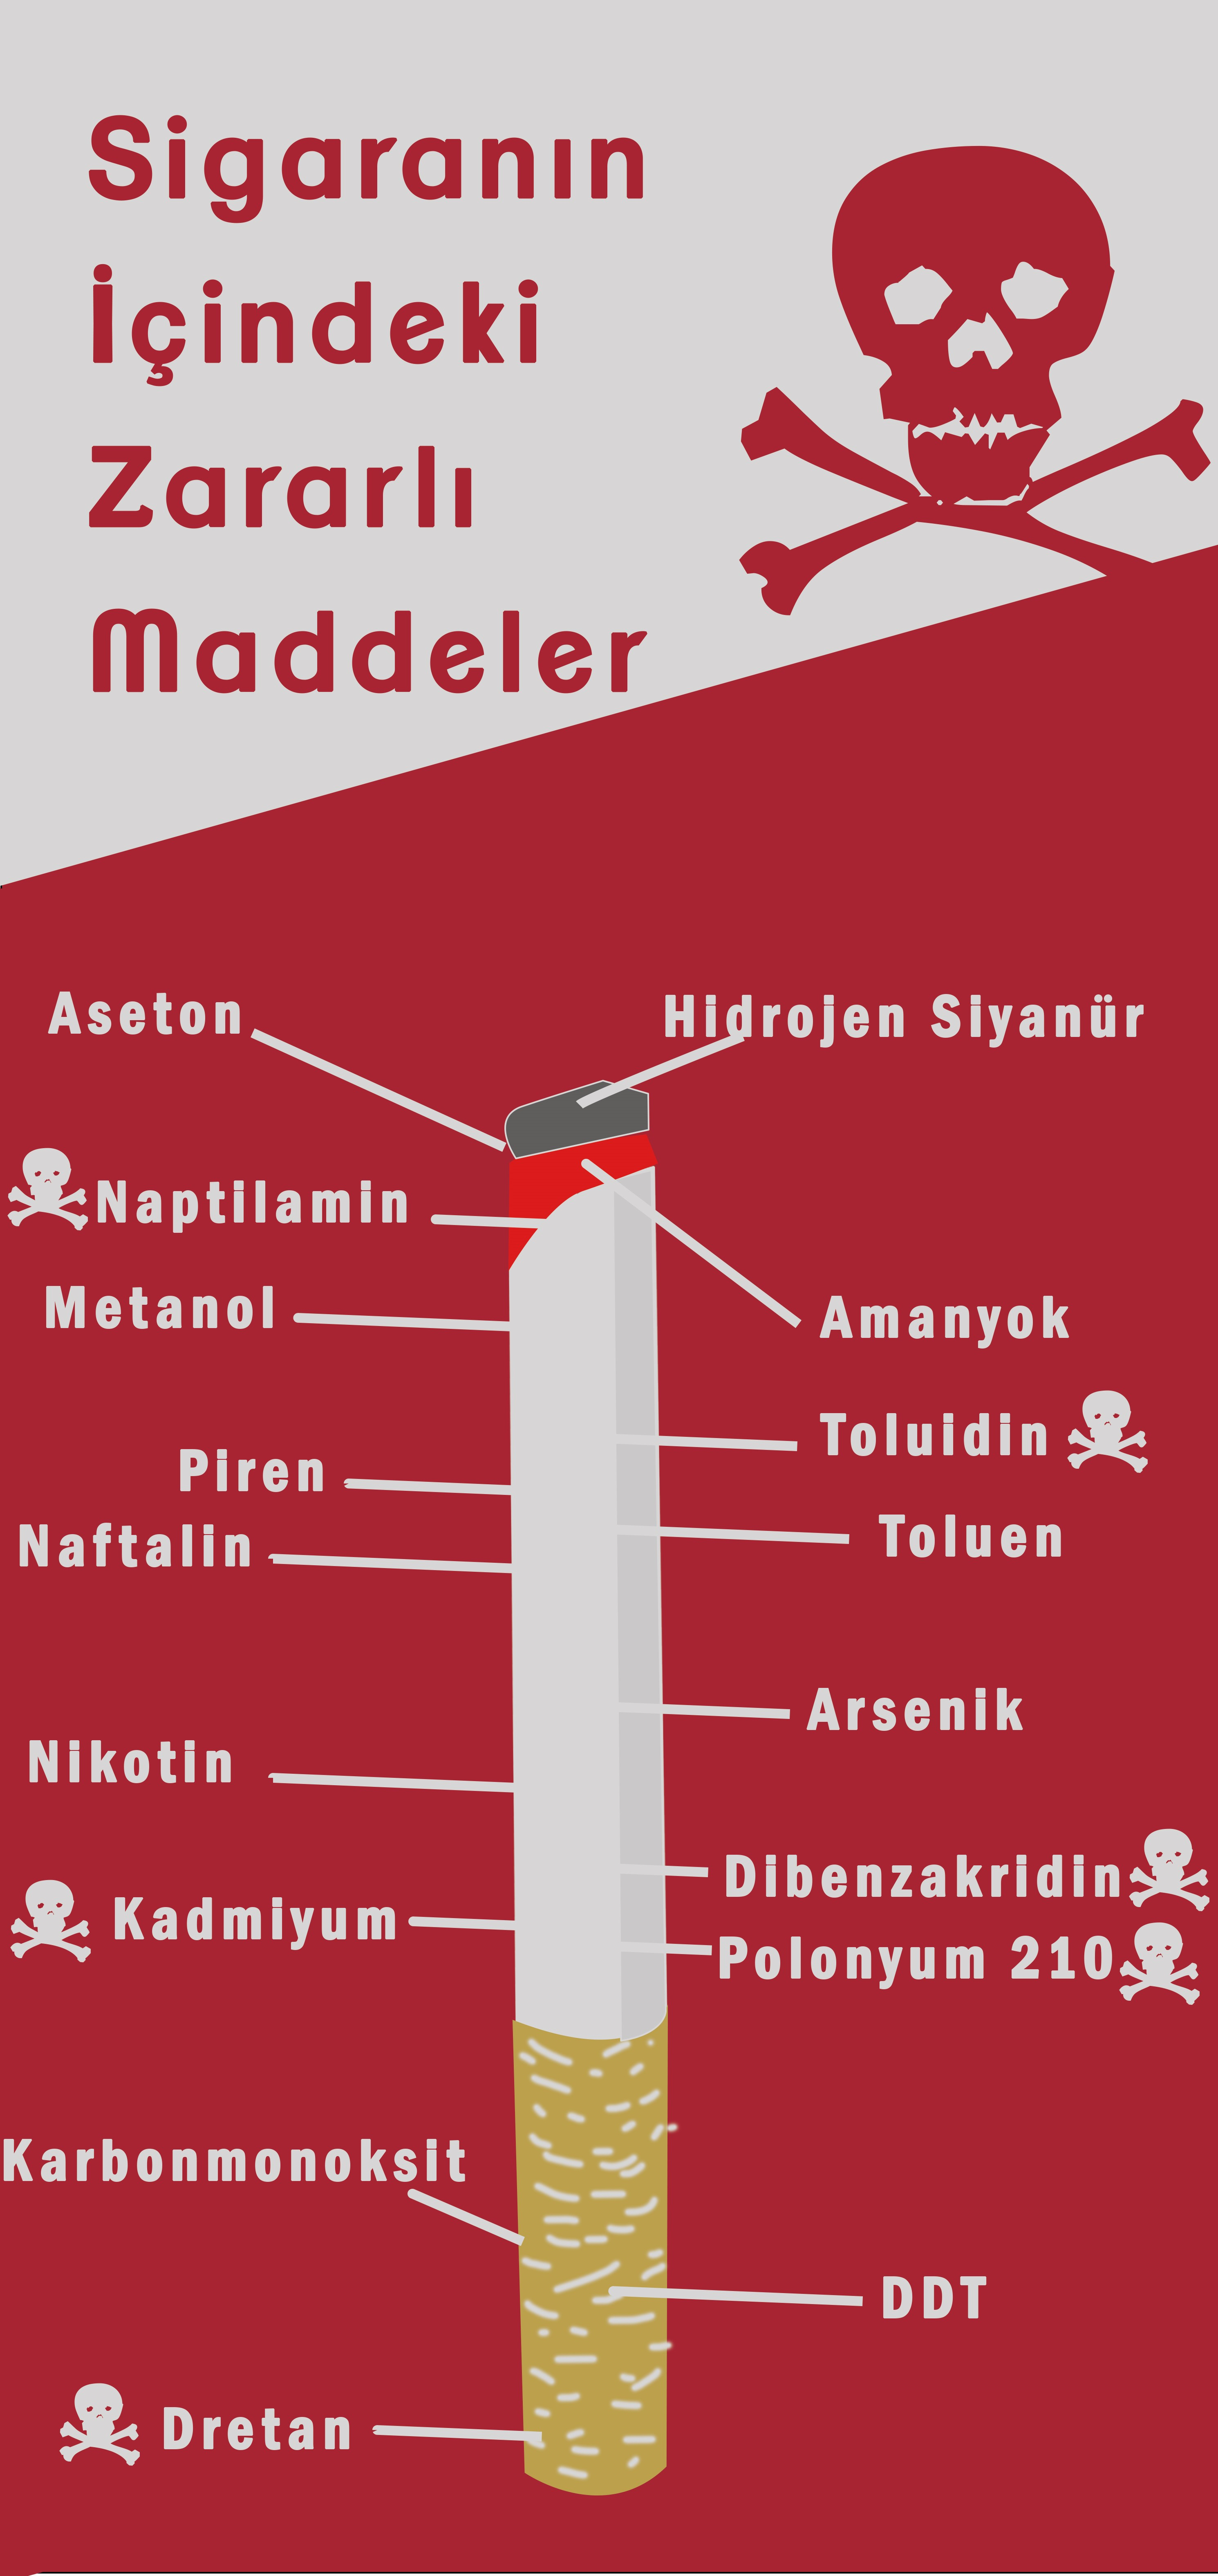 Sigaranın
İçindeki
Zararlı
Maddeler
Aseton
Hidrojen Siyanür
Naptilamin
Metanol
Amanyok
Toluidin
Piren
Toluen
Naftalin
Arsenik
Nikotin
Dibenzakridin
Kadmiyum
Polonyum 210
Karbonmonoksit
DDT
Dretan